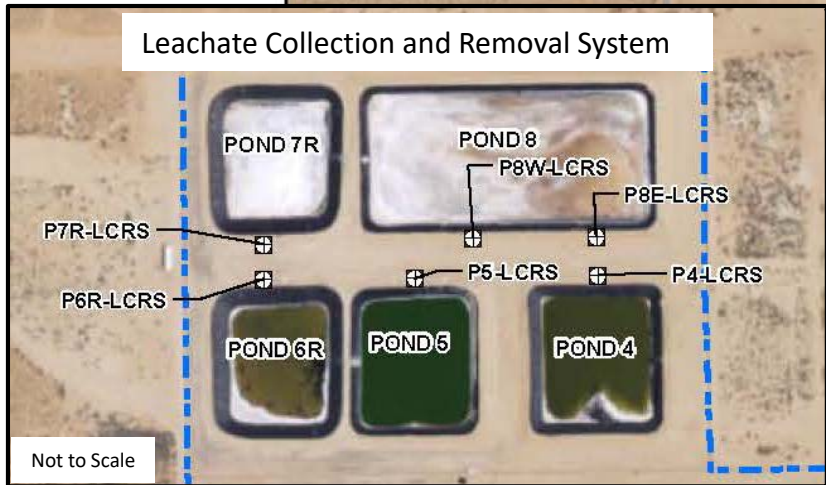 Leachate Collection and Removal System
POND 7R
POND 8
P8W-LCRS
P8E-LCRS
P7R-LCRS
P6R-LCRS
P5-LCRS
P4-LCRS
POND 6R
POND 5
POND 4
Not to Scale